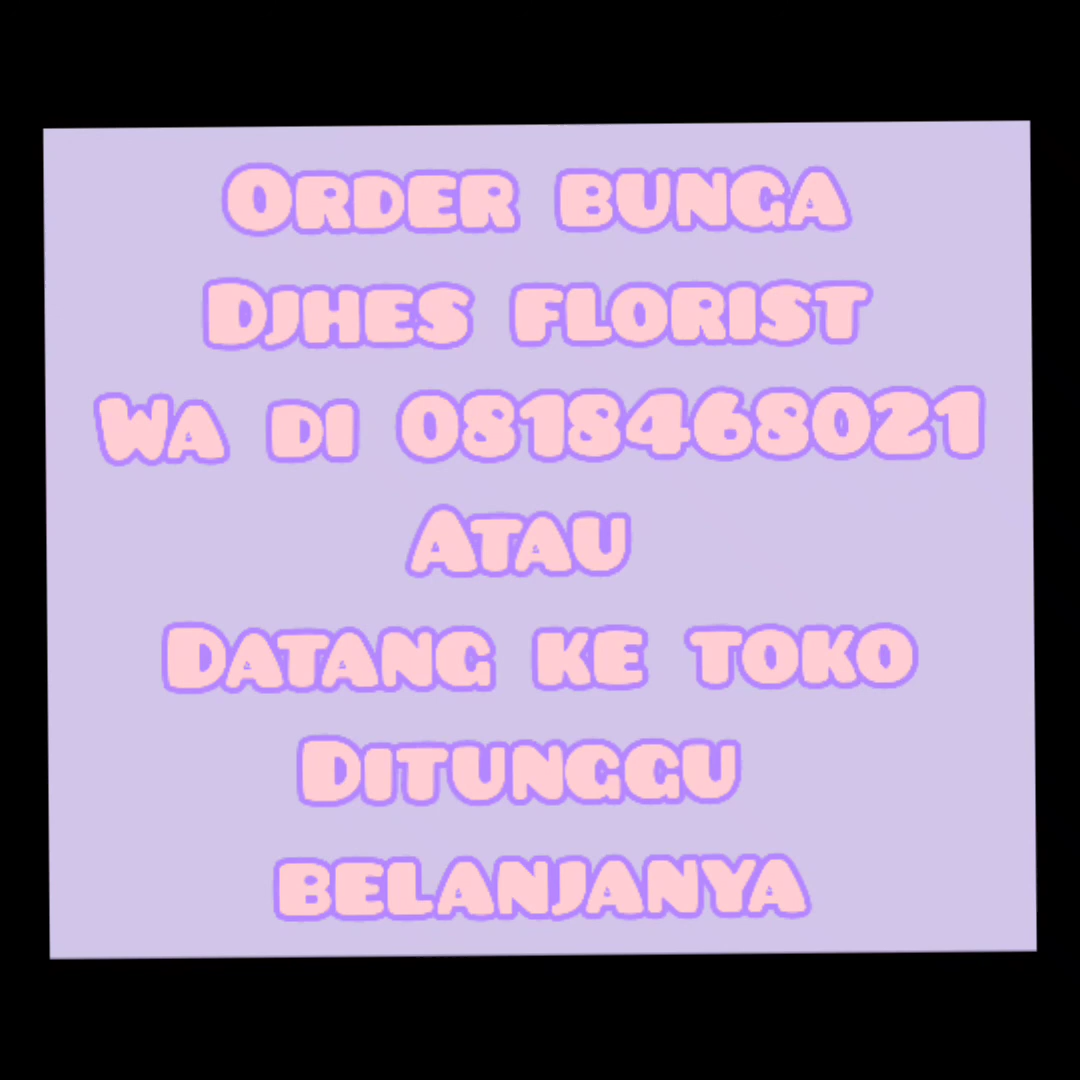 Order bunga
Djhes florist
Wa di 0818468021
Atau
Datang ke toko
Ditunggu
belanjanya